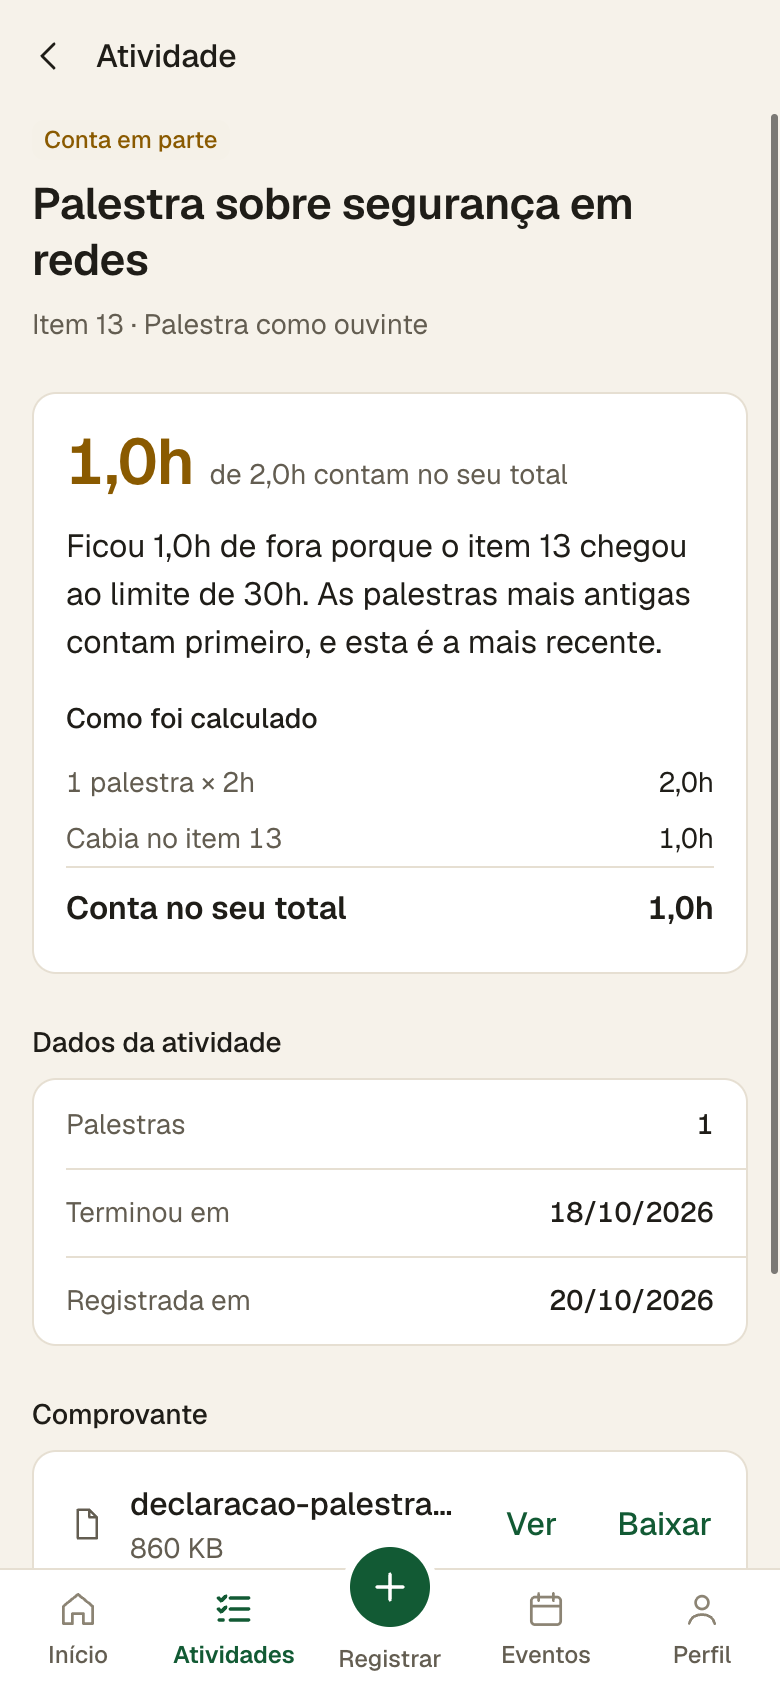 Atividade
Conta em parte
Palestra sobre segurança em
redes
Item 13 · Palestra como ouvinte
1,0h de 2,0h contam no seu total
Ficou 1,0h de fora porque o item 13 chegou
ao limite de 30h. As palestras mais antigas
contam primeiro, e esta é a mais recente.
Como foi calculado
1 palestra × 2h 2,0h
Cabia no item 13 1,0h
Conta no seu total 1,0h
Dados da atividade
Palestras 1
Terminou em 18/10/2026
Registrada em 20/10/2026
Comprovante
declaracao-palestra...
860 KB
Ver Baixar
Início Atividades Registrar Eventos Perfil